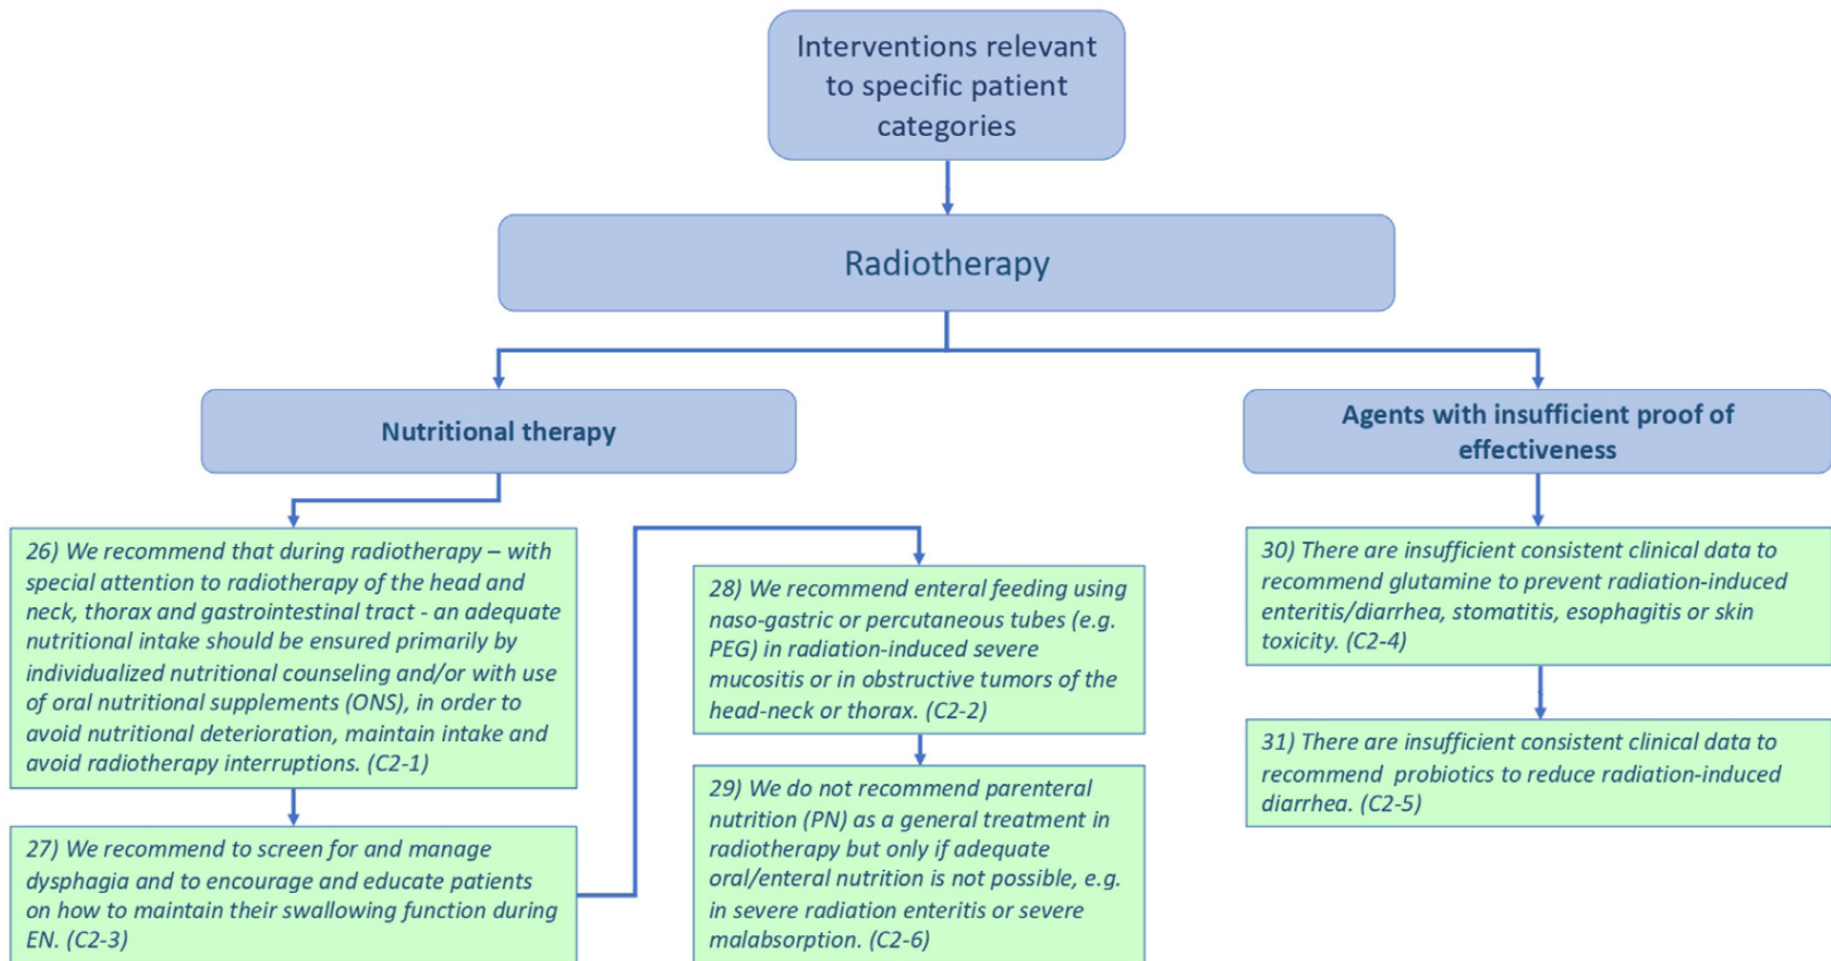 Interventions relevant
to specific patient
categories
Radiotherapy
Nutritional therapy
Agents with insufficient proof of
effectiveness
26) We recommend that during radiotherapy – with
special attention to radiotherapy of the head and
neck, thorax and gastrointestinal tract - an adequate
nutritional intake should be ensured primarily by
individualized nutritional counseling and/or with use
of oral nutritional supplements (ONS), in order to
avoid nutritional deterioration, maintain intake and
avoid radiotherapy interruptions. (C2-1)
27) We recommend to screen for and manage
dysphagia and to encourage and educate patients
on how to maintain their swallowing function during
EN. (C2-3)
28) We recommend enteral feeding using
naso-gastric or percutaneous tubes (e.g.
PEG) in radiation-induced severe
mucositis or in obstructive tumors of the
head-neck or thorax. (C2-2)
29) We do not recommend parenteral
nutrition (PN) as a general treatment in
radiotherapy but only if adequate
oral/enteral nutrition is not possible, e.g.
in severe radiation enteritis or severe
malabsorption. (C2-6)
30) There are insufficient consistent clinical data to
recommend glutamine to prevent radiation-induced
enteritis/diarrhea, stomatitis, esophagitis or skin
toxicity. (C2-4)
31) There are insufficient consistent clinical data to
recommend  probiotics to reduce radiation-induced
diarrhea. (C2-5)